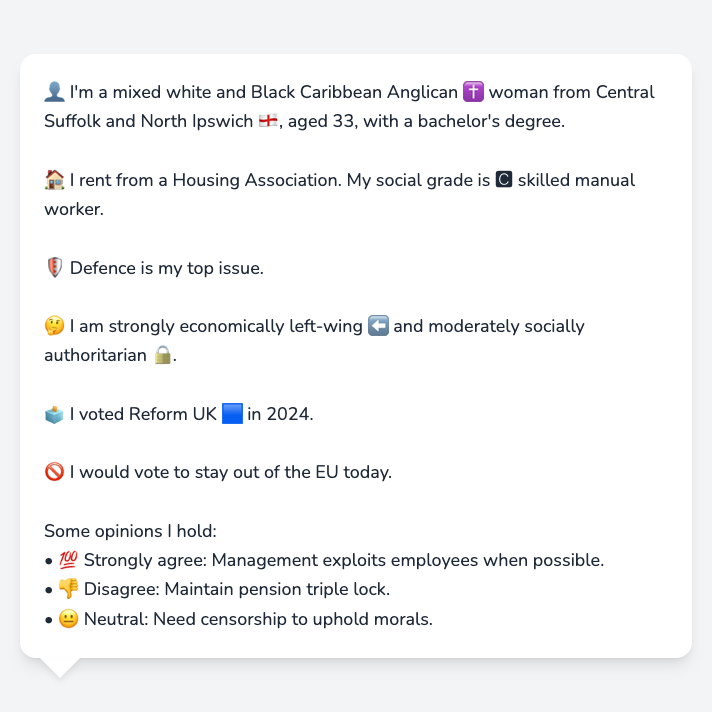 👤 I'm a mixed white and Black Caribbean Anglican ✝️ woman from Central
Suffolk and North Ipswich 🏴󠁧󠁢󠁥󠁮󠁧󠁿, aged 33, with a bachelor's degree.
🏠 I rent from a Housing Association. My social grade is C skilled manual
worker.
🛡️ Defence is my top issue.
🤔 I am strongly economically left-wing ⬅️ and moderately socially
authoritarian 🔒.
🗳️ I voted Reform UK 🟦 in 2024.
🚫 I would vote to stay out of the EU today.
Some opinions I hold:
• 💯 Strongly agree: Management exploits employees when possible.
• 👎 Disagree: Maintain pension triple lock.
• 😐 Neutral: Need censorship to uphold morals.